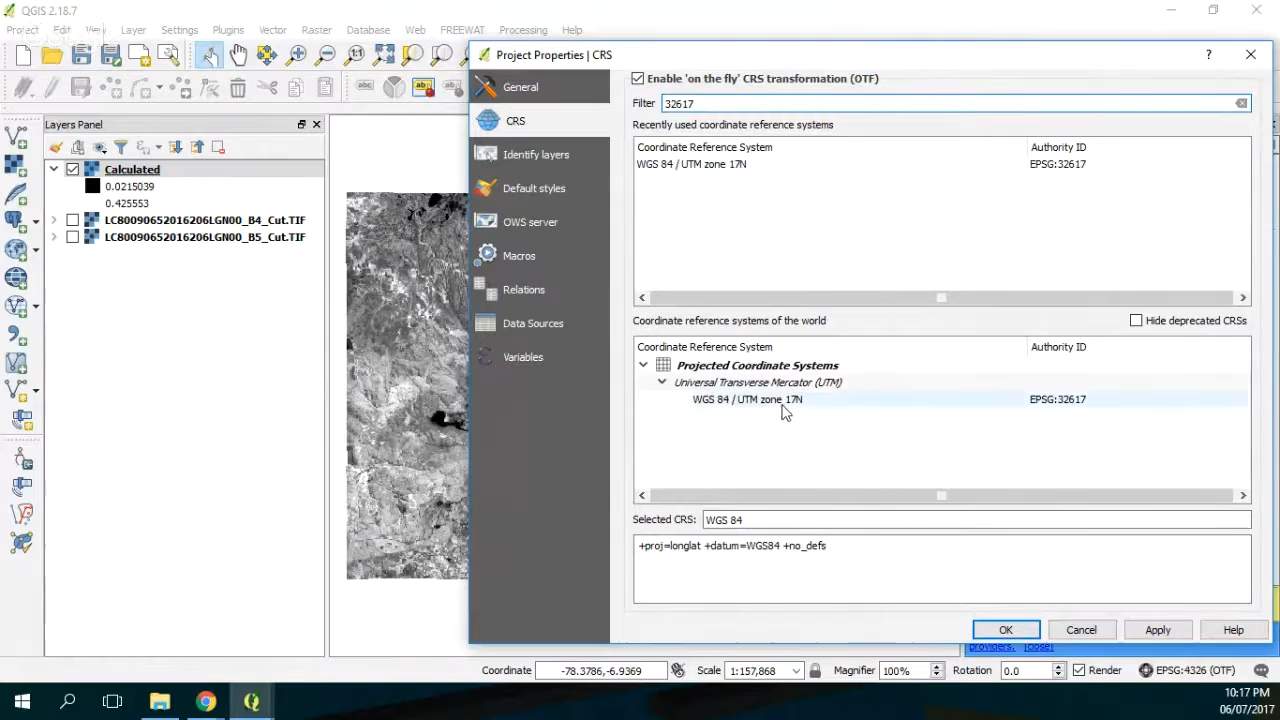 QGIS 2.18.7
Project Edit View Layer Settings Plugins Vector Raster Database Web FREEWAT Processing Help
Project Properties | CRS
Enable 'on the fly' CRS transformation (OTF)
General
Filter 32617
CRS
Recently used coordinate reference systems
Layers Panel
Coordinate Reference System Authority ID
Identify layers
WGS 84 / UTM zone 17N EPSG:32617
Calculated
0.0215039
Default styles
0.425553
LC80090652016206LGN00_B4_Cut.TIF
OWS server
LC80090652016206LGN00_B5_Cut.TIF
Macros
Relations
Coordinate reference systems of the world Hide deprecated CRSs
Data Sources
Coordinate Reference System Authority ID
Variables
Projected Coordinate Systems
Universal Transverse Mercator (UTM)
WGS 84 / UTM zone 17N EPSG:32617
Selected CRS: WGS 84
+proj=longlat +datum=WGS84 +no_defs
OK Cancel Apply Help
providers. [close]
Coordinate -78.3786,-6.9369 Scale 1:157,868 Magnifier 100% Rotation 0.0 Render EPSG:4326 (OTF)
10:17 PM
06/07/2017